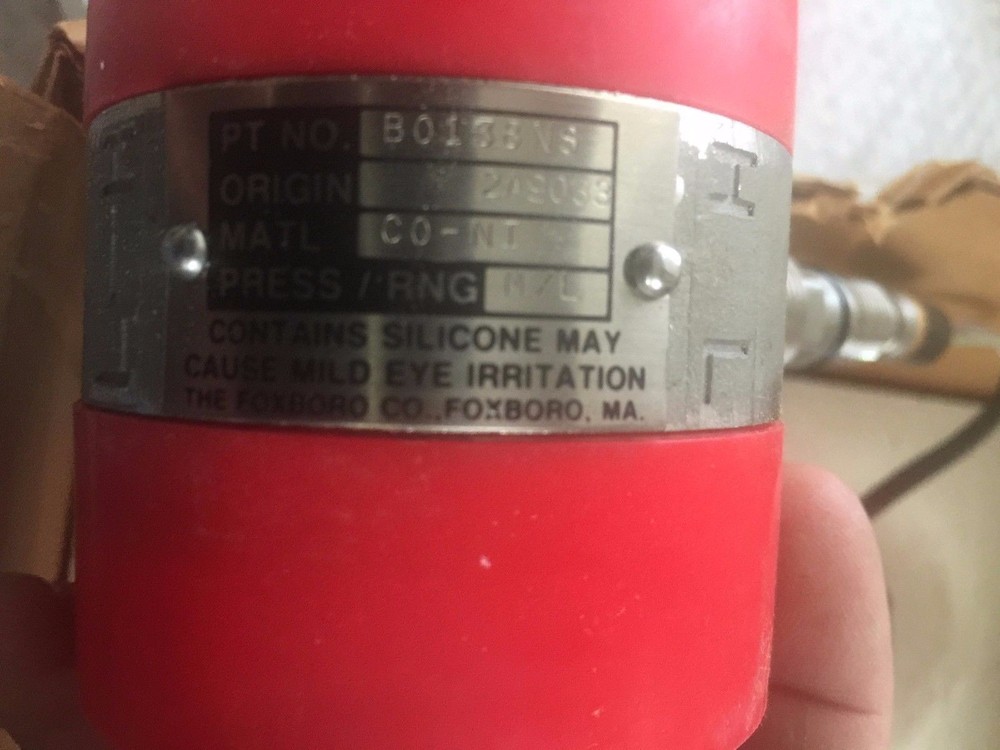 PT NO. B0138NS
ORIGIN
MATL CO-NI
PRESS / RNG M/L
CONTAINS SILICONE MAY
CAUSE MILD EYE IRRITATION
THE FOXBORO CO., FOXBORO, MA.
H
L
H
L